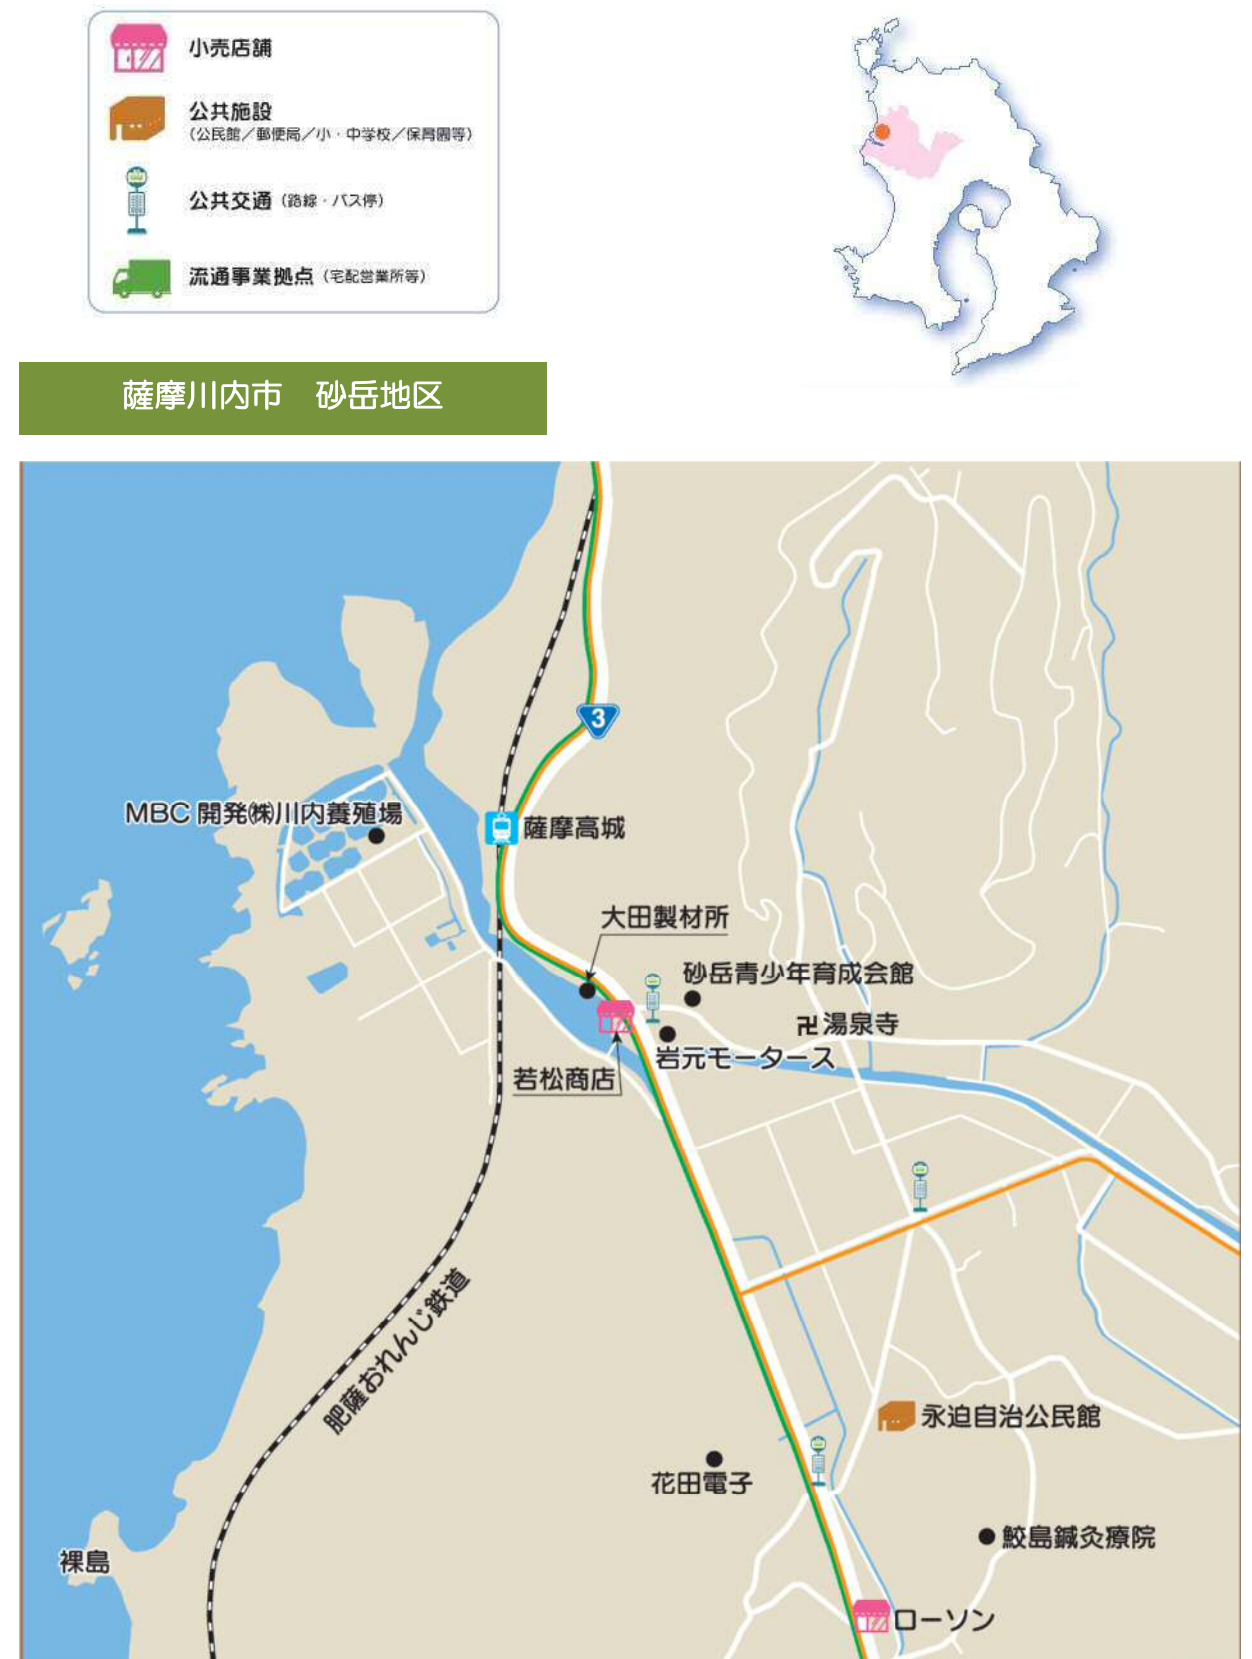 小売店舗
公共施設
（公民館／郵便局／小・中学校／保育園等）
公共交通（路線・バス停）
流通事業拠点（宅配営業所等）
薩摩川内市　砂岳地区
3
MBC 開発㈱川内養殖場
薩摩高城
大田製材所
砂岳青少年育成会館
卍湯泉寺
岩元モータース
若松商店
肥薩おれんじ鉄道
永迫自治公民館
花田電子
鮫島鍼灸療院
裸島
ローソン